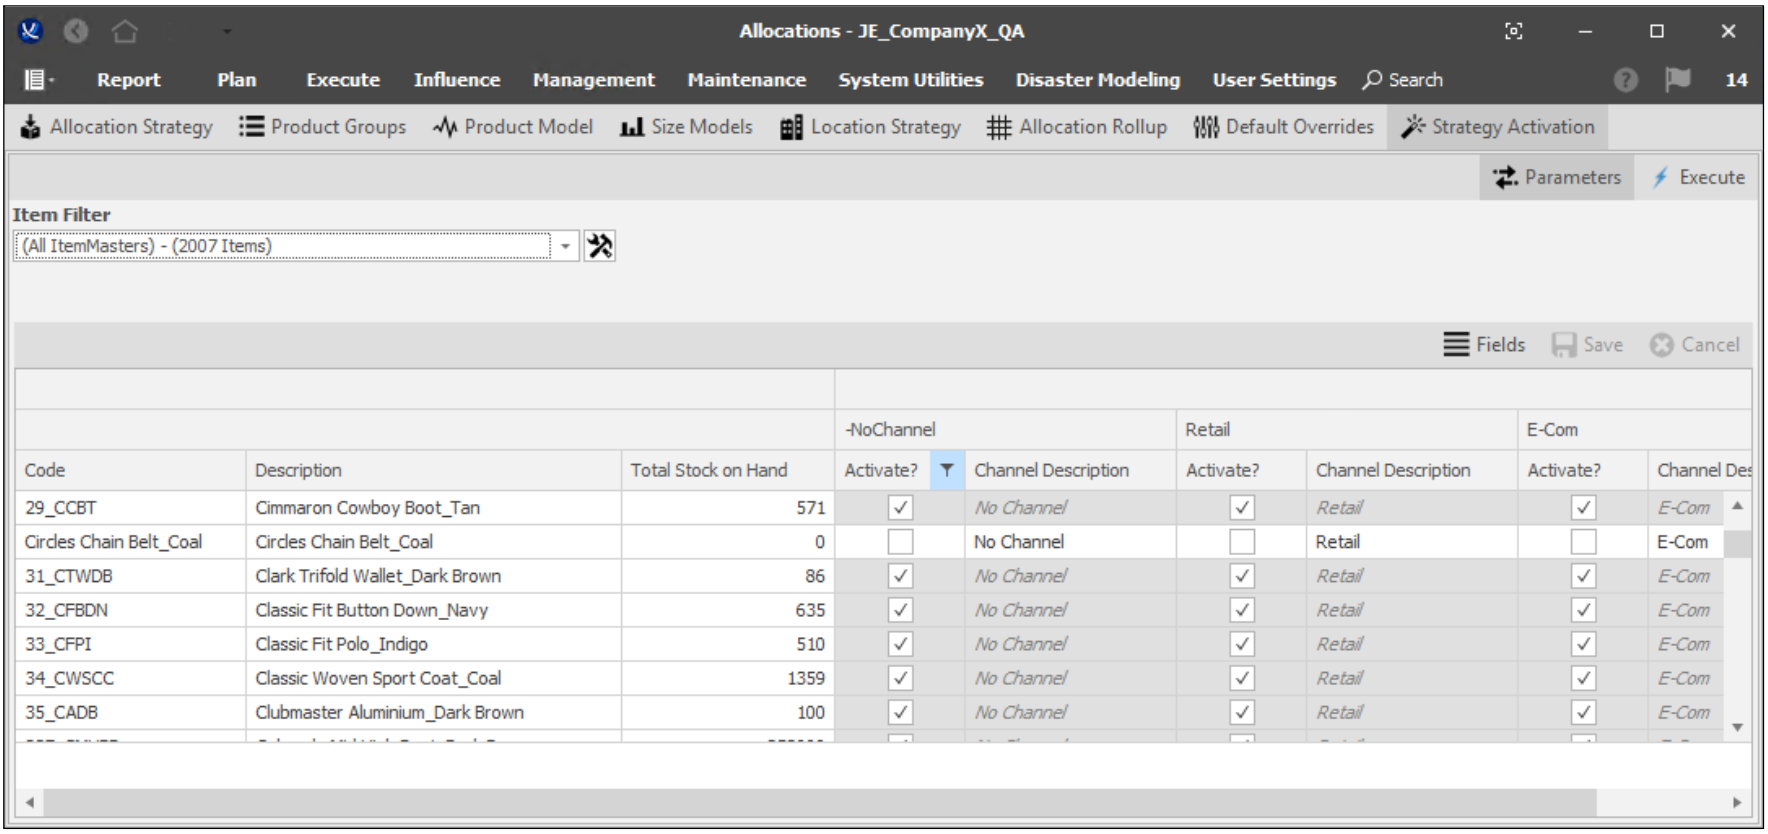 Allocations - JE_CompanyX_QA
Report Plan Execute Influence Management Maintenance System Utilities Disaster Modeling User Settings Search 14
Allocation Strategy Product Groups Product Model Size Models Location Strategy Allocation Rollup Default Overrides Strategy Activation
Parameters Execute
Item Filter
(All ItemMasters) - (2007 Items)
Fields Save Cancel
-NoChannel Retail E-Com
Code Description Total Stock on Hand Activate? Channel Description Activate? Channel Description Activate? Channel Des
29_CCBT Cimmaron Cowboy Boot_Tan 571 No Channel Retail E-Com
Circles Chain Belt_Coal Circles Chain Belt_Coal 0 No Channel Retail E-Com
31_CTWDB Clark Trifold Wallet_Dark Brown 86 No Channel Retail E-Com
32_CFBDN Classic Fit Button Down_Navy 635 No Channel Retail E-Com
33_CFPI Classic Fit Polo_Indigo 510 No Channel Retail E-Com
34_CWSCC Classic Woven Sport Coat_Coal 1359 No Channel Retail E-Com
35_CADB Clubmaster Aluminium_Dark Brown 100 No Channel Retail E-Com